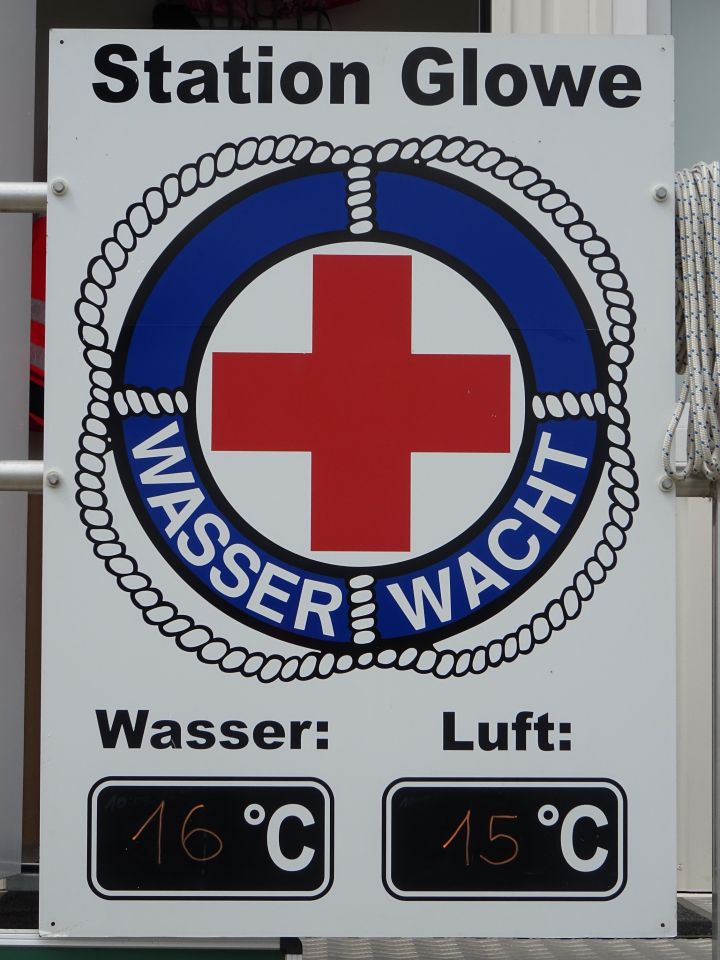 Station Glowe
WASSER WACHT
Wasser: Luft:
16 °C 15 °C